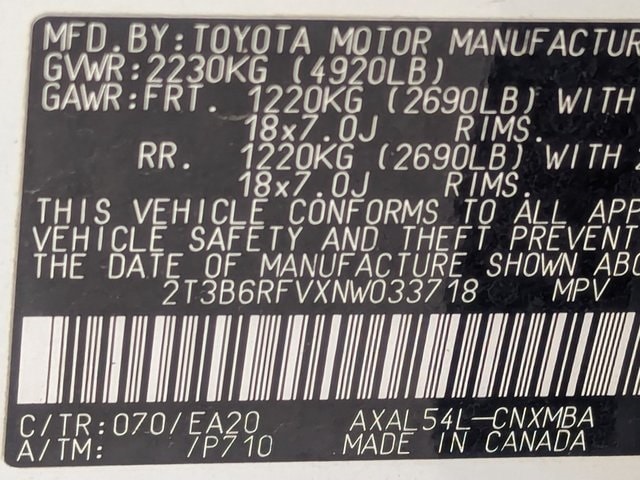 MFD.BY:TOYOTA MOTOR MANUFACTUR
GVWR:2230KG (4920LB)
GAWR:FRT. 1220KG (2690LB) WITH
18x7.0J RIMS.
RR. 1220KG (2690LB) WITH 2
18x7.0J RIMS.
THIS VEHICLE CONFORMS TO ALL APP
VEHICLE SAFETY AND THEFT PREVENT
THE DATE OF MANUFACTURE SHOWN ABO
2T3B6RFVXNW033718 MPV
C/TR:070/EA20 AXAL54L-CNXMBA
A/TM: /P710 MADE IN CANADA